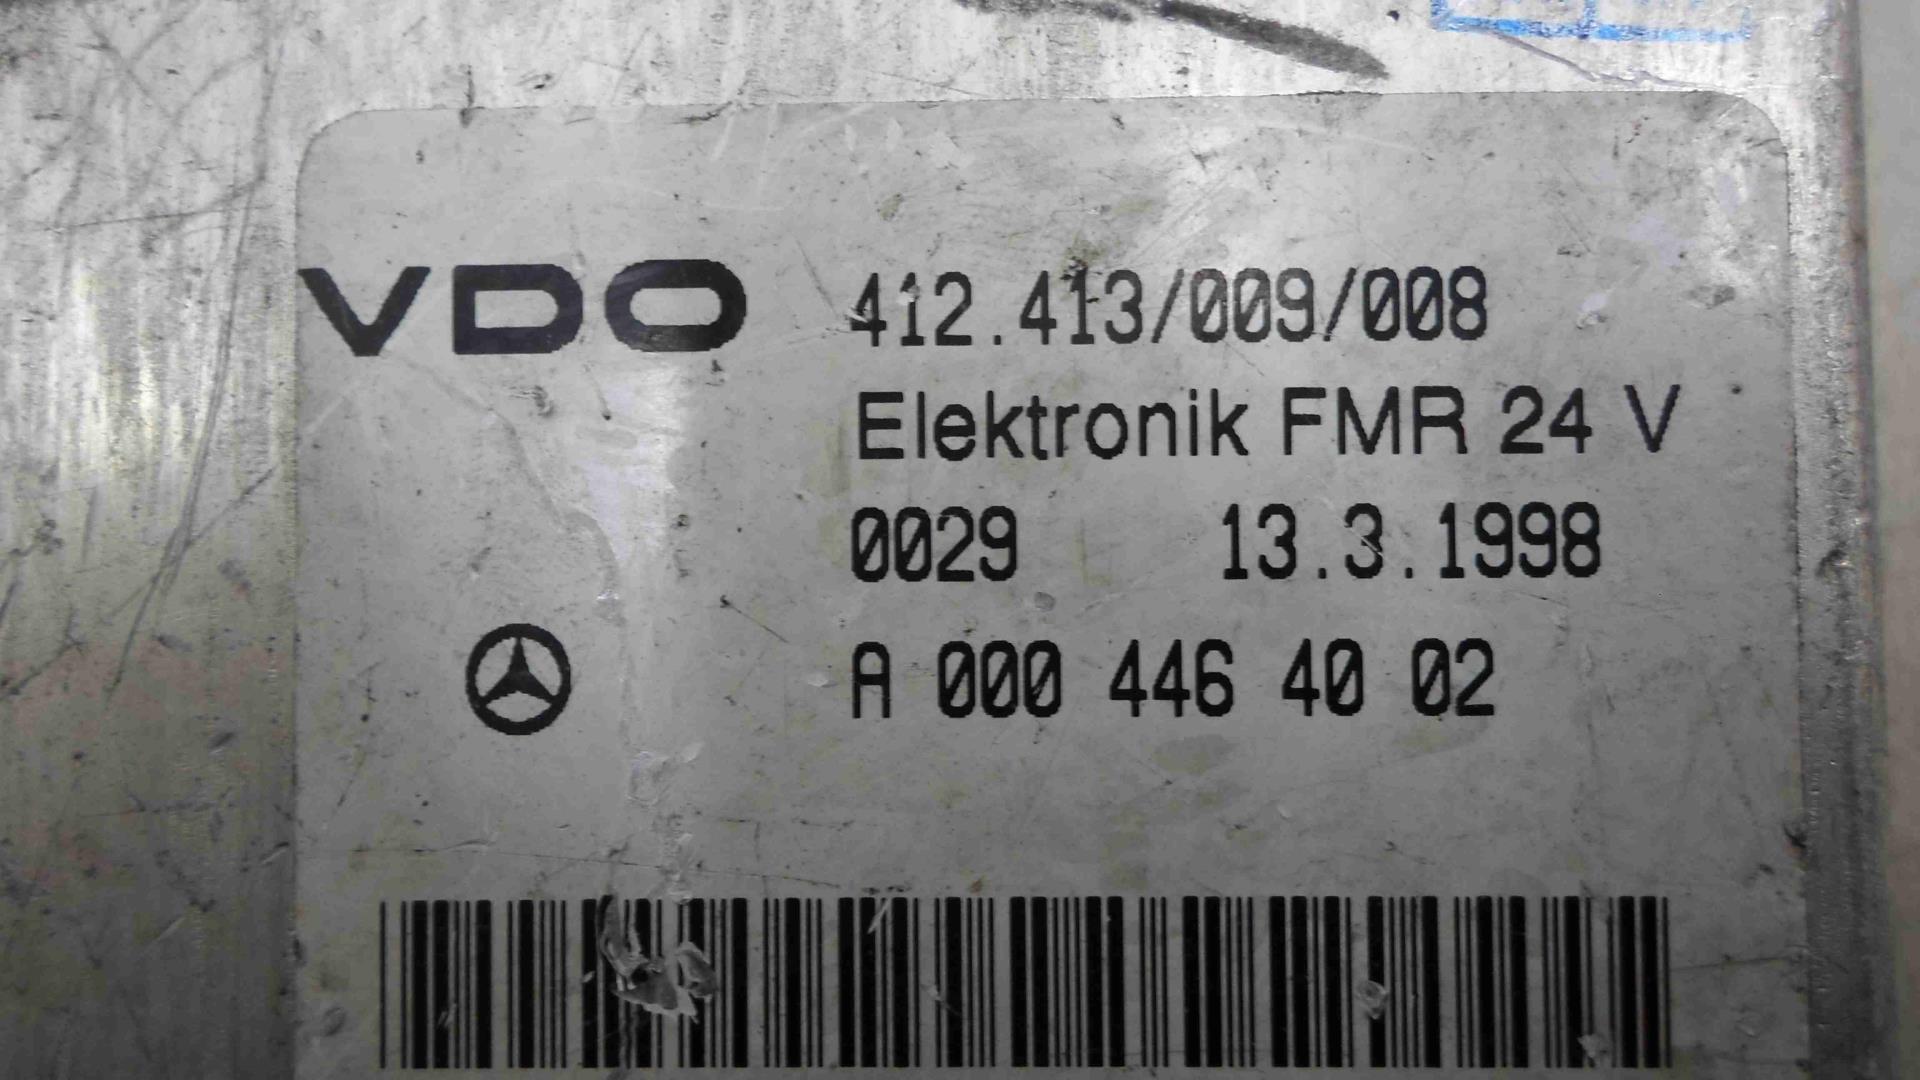 VDO 412.413/009/008
Elektronik FMR 24 V
0029 13.3.1998
A 000 446 40 02